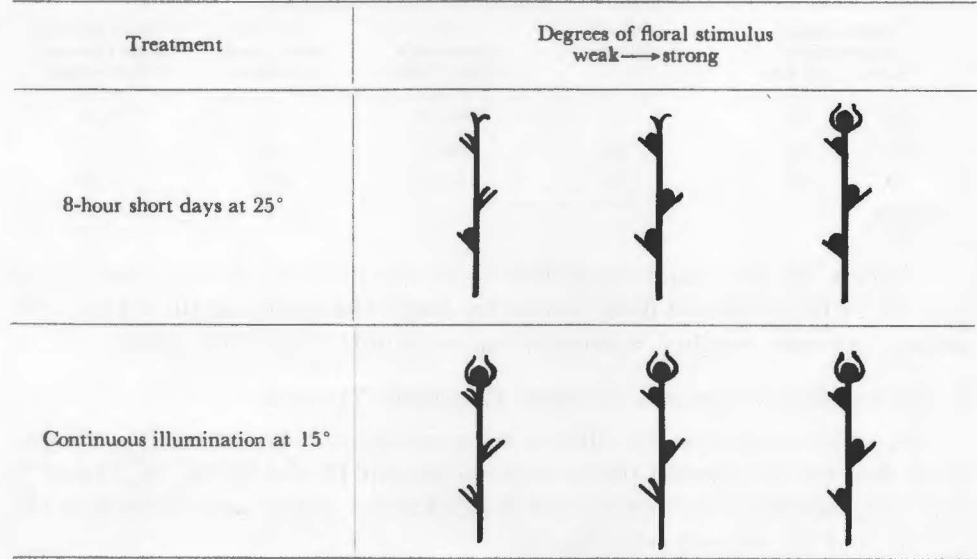 Treatment
Degrees of floral stimulus
weak⟶strong
8-hour short days at 25°
Continuous illumination at 15°